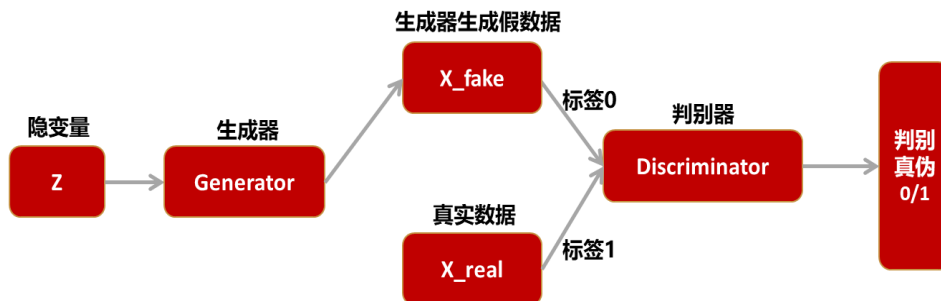 生成器生成假数据
X_fake
标签0
隐变量
Z
生成器
Generator
判别器
Discriminator
判别
真伪
0/1
真实数据
X_real
标签1